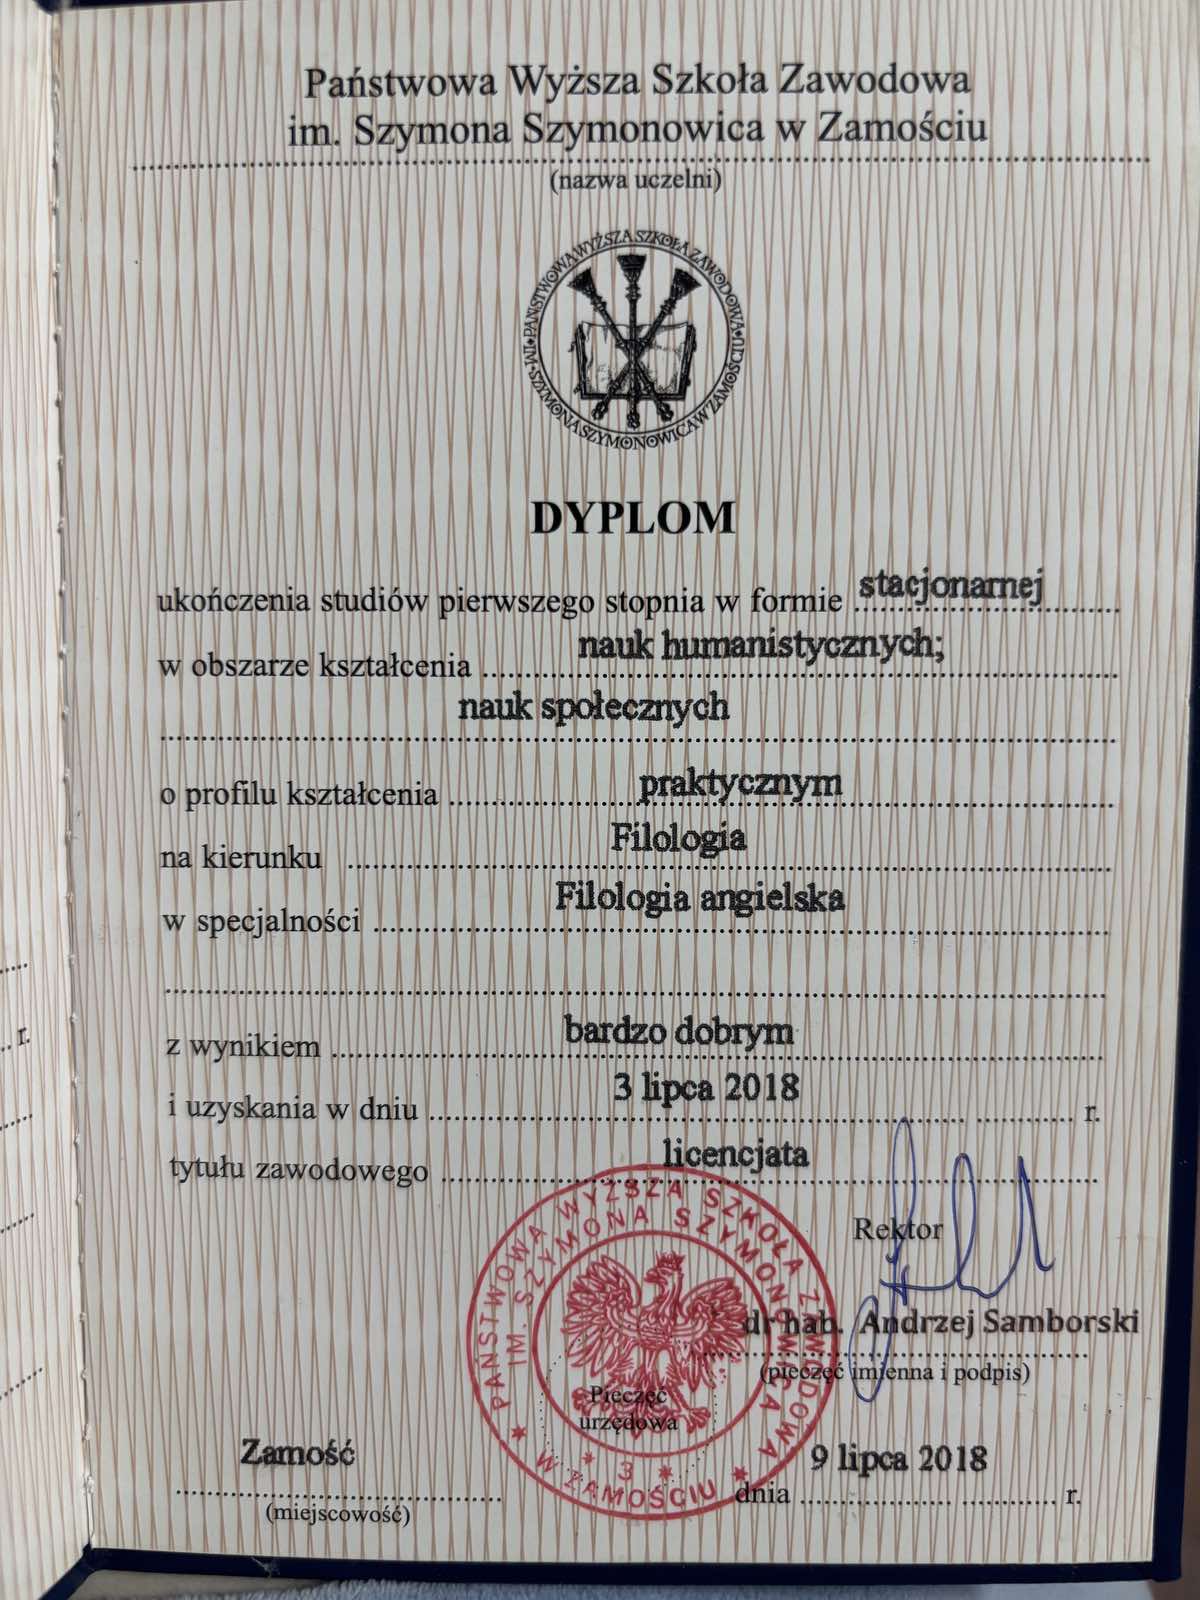 Państwowa Wyższa Szkoła Zawodowa
im. Szymona Szymonowica w Zamościu
(nazwa uczelni)
PAŃSTWOWA WYŻSZA SZKOŁA ZAWODOWA
IM. SZYMONA SZYMONOWICA W ZAMOŚCIU
DYPLOM
ukończenia studiów pierwszego stopnia w formie stacjonarnej
w obszarze kształcenia nauk humanistycznych;
nauk społecznych
o profilu kształcenia praktycznym
na kierunku Filologia
w specjalności Filologia angielska
z wynikiem bardzo dobrym
r.
i uzyskania w dniu 3 lipca 2018 r.
tytułu zawodowego licencjata
PAŃSTWOWA WYŻSZA SZKOŁA ZAWODOWA
IM. SZYMONA SZYMONOWICA
W ZAMOŚCIU
3
Rektor
dr hab. Andrzej Samborski
(pieczęć imienna i podpis)
Pieczęć
urzędowa
Zamość
(miejscowość)
dnia 9 lipca 2018 r.